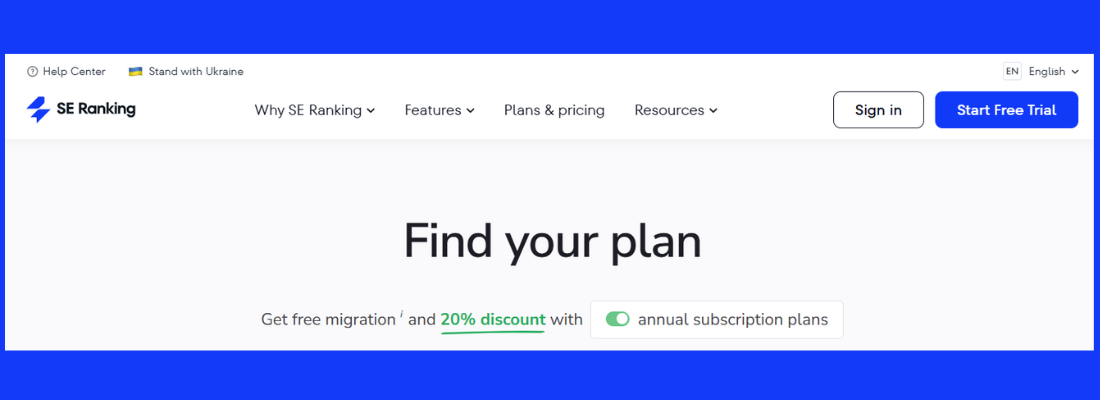 Help Center Stand with Ukraine EN English
SE Ranking Why SE Ranking Features Plans & pricing Resources Sign in Start Free Trial
Find your plan
Get free migration i and 20% discount with annual subscription plans